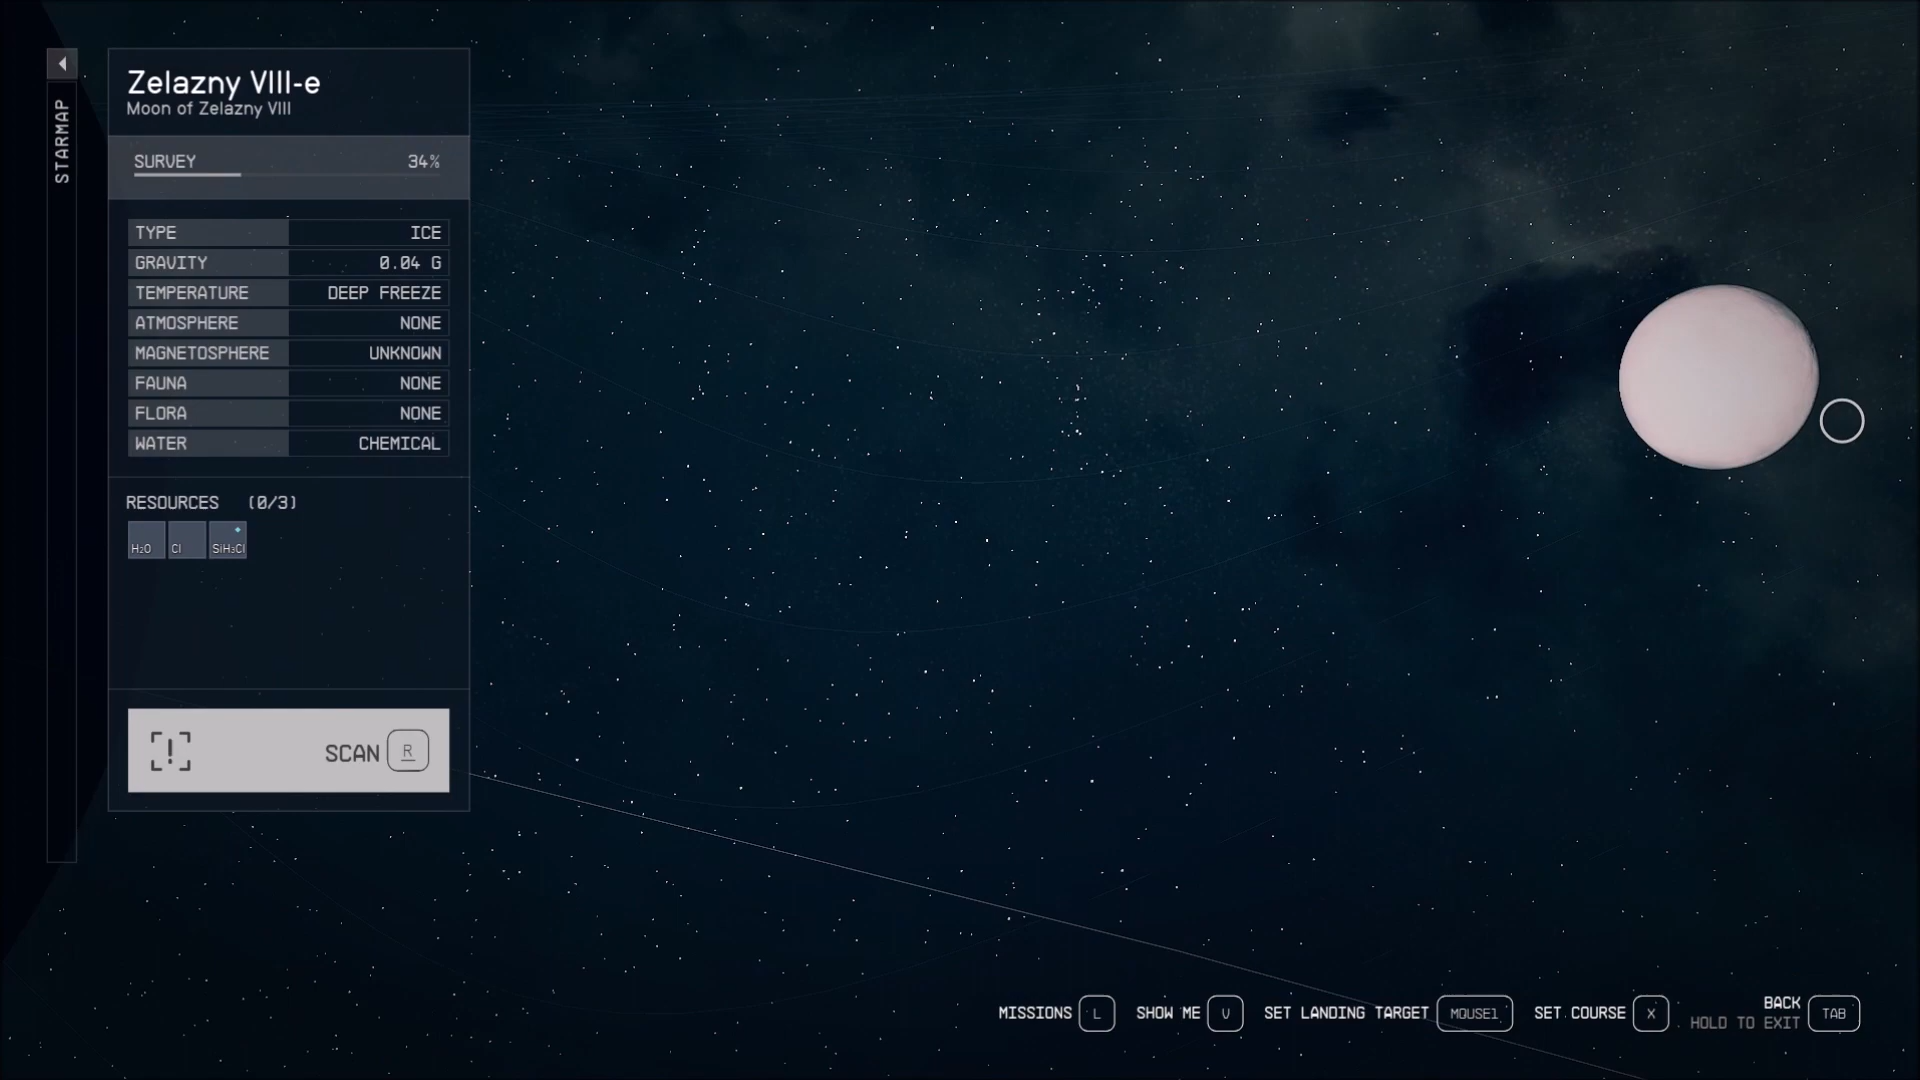 STARMAP
Zelazny VIII-e
Moon of Zelazny VIII
SURVEY 34%
TYPE ICE
GRAVITY 0.04 G
TEMPERATURE DEEP FREEZE
ATMOSPHERE NONE
MAGNETOSPHERE UNKNOWN
FAUNA NONE
FLORA NONE
WATER CHEMICAL
RESOURCES (0/3)
H₂O Cl SiH₃Cl
SCAN R
MISSIONS L SHOW ME V SET LANDING TARGET MOUSE1 SET COURSE X BACK TAB
HOLD TO EXIT